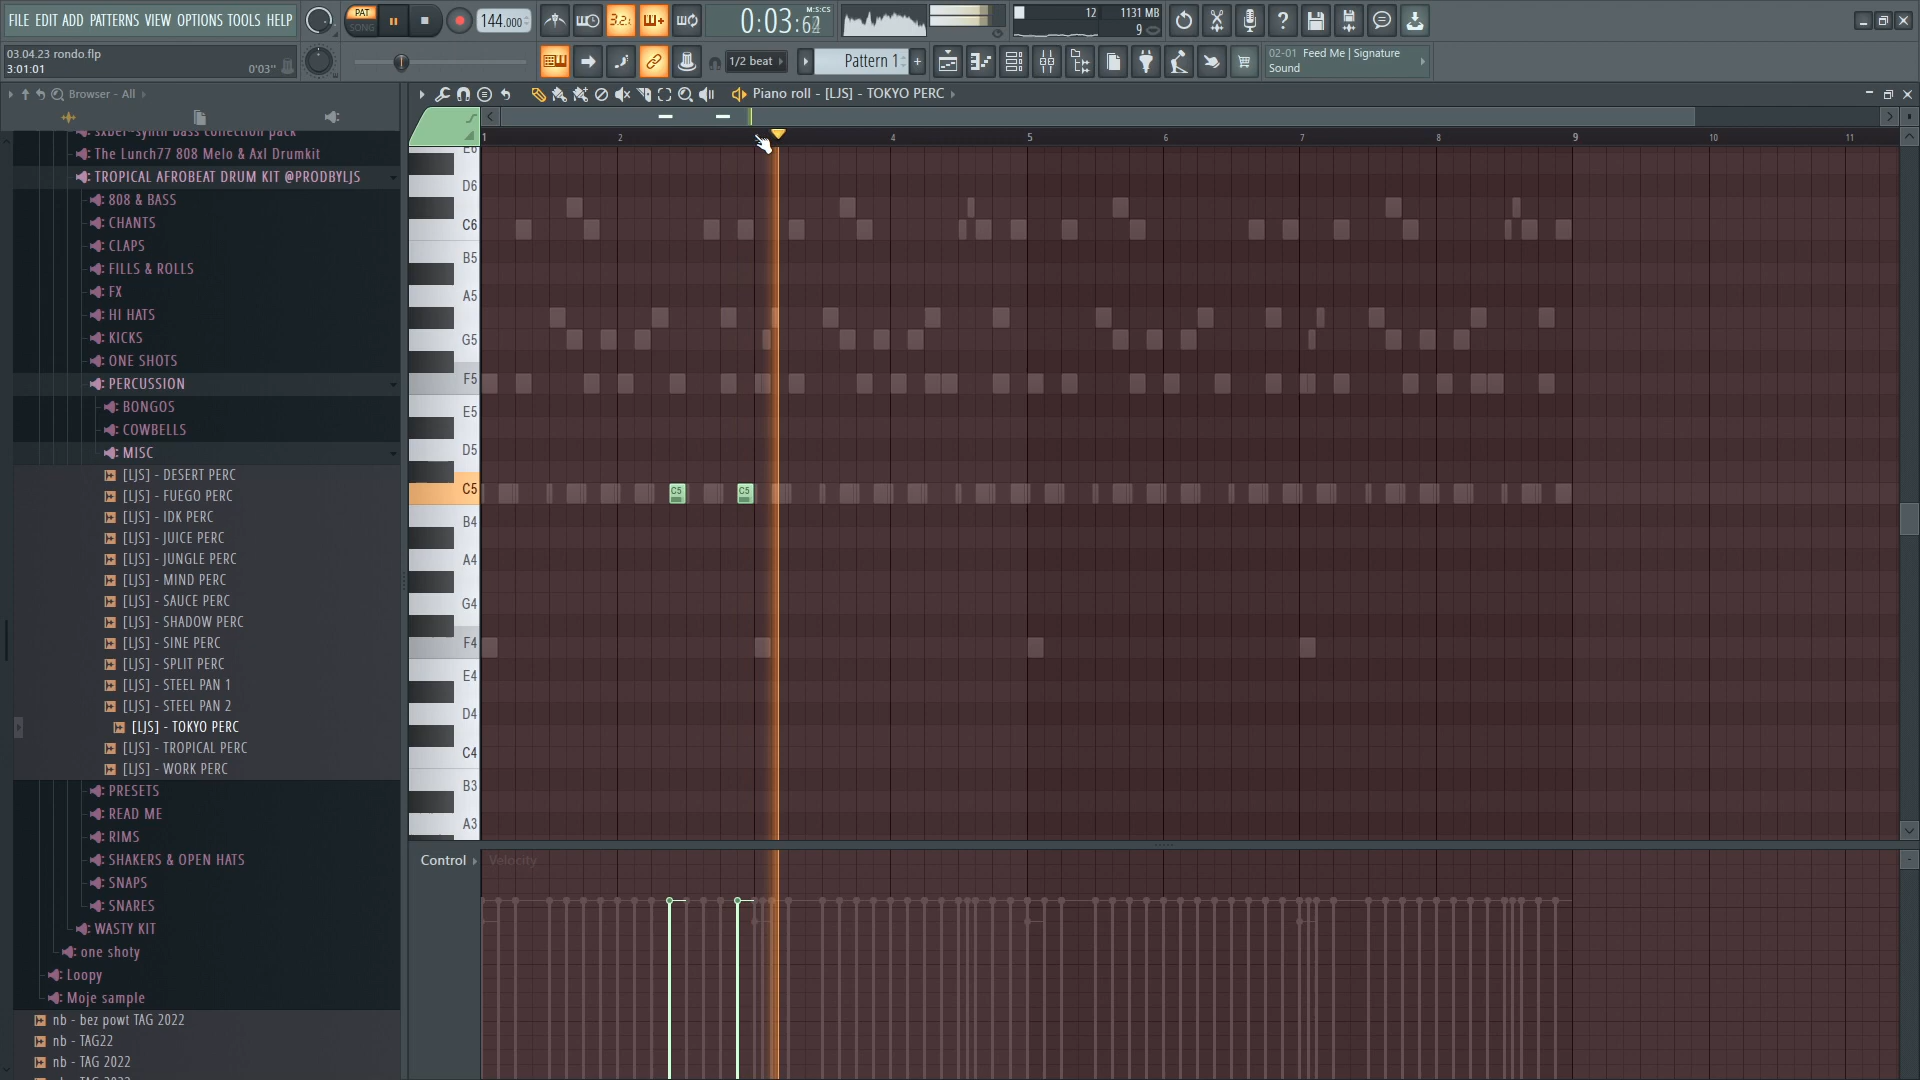 FILE EDIT ADD PATTERNS VIEW OPTIONS TOOLS HELP
PAT
SONG
144.000
3.2.
0:03:62
M:S:CS
12
1131 MB
9
03.04.23 rondo.flp
3:01:01
0'03"
1/2 beat
Pattern 1
+
02-01 Feed Me | Signature
Sound
Browser - All
Piano roll - [LJS] - TOKYO PERC
1 2 4 5 6 7 8 9 10 11
The Lunch77 808 Melo & Axl Drumkit
TROPICAL AFROBEAT DRUM KIT @PRODBYLJS
808 & BASS
CHANTS
CLAPS
FILLS & ROLLS
FX
HI HATS
KICKS
ONE SHOTS
PERCUSSION
BONGOS
COWBELLS
MISC
[LJS] - DESERT PERC
[LJS] - FUEGO PERC
[LJS] - IDK PERC
[LJS] - JUICE PERC
[LJS] - JUNGLE PERC
[LJS] - MIND PERC
[LJS] - SAUCE PERC
[LJS] - SHADOW PERC
[LJS] - SINE PERC
[LJS] - SPLIT PERC
[LJS] - STEEL PAN 1
[LJS] - STEEL PAN 2
[LJS] - TOKYO PERC
[LJS] - TROPICAL PERC
[LJS] - WORK PERC
PRESETS
READ ME
RIMS
SHAKERS & OPEN HATS
SNAPS
SNARES
WASTY KIT
one shoty
Loopy
Moje sample
nb - bez powt TAG 2022
nb - TAG22
nb - TAG 2022
D6
C6
B5
A5
G5
F5
E5
D5
C5
C5 C5
B4
A4
G4
F4
E4
D4
C4
B3
A3
Control
Velocity